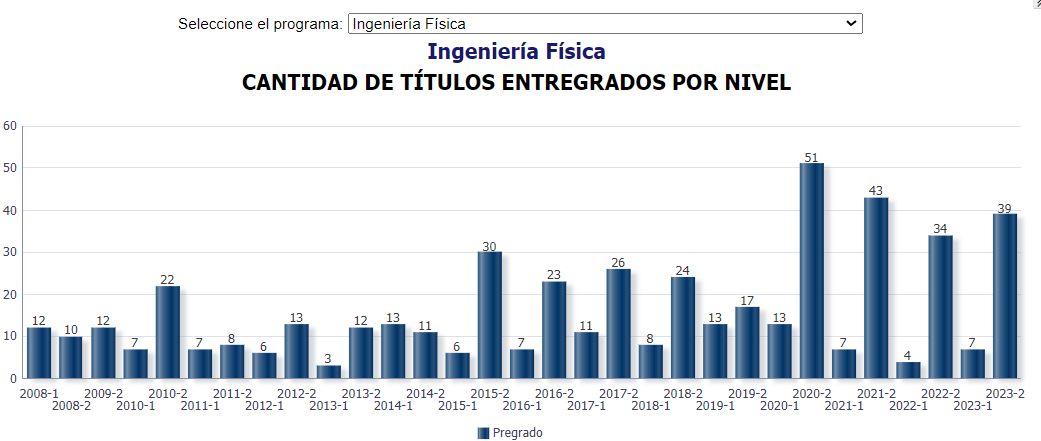 Seleccione el programa: Ingeniería Física
Ingeniería Física
CANTIDAD DE TÍTULOS ENTREGRADOS POR NIVEL
60
50
40
30
20
10
0
12 10 12 7 22 7 8 6 13 3 12 13 11 6 30 7 23 11 26 8 24 13 17 13 51 7 43 4 34 7 39
2008-1 2009-2 2010-2 2011-2 2012-2 2013-2 2014-2 2015-2 2016-2 2017-2 2018-2 2019-2 2020-2 2021-2 2022-2 2023-2
2008-2 2010-1 2011-1 2012-1 2013-1 2014-1 2015-1 2016-1 2017-1 2018-1 2019-1 2020-1 2021-1 2022-1 2023-1
Pregrado